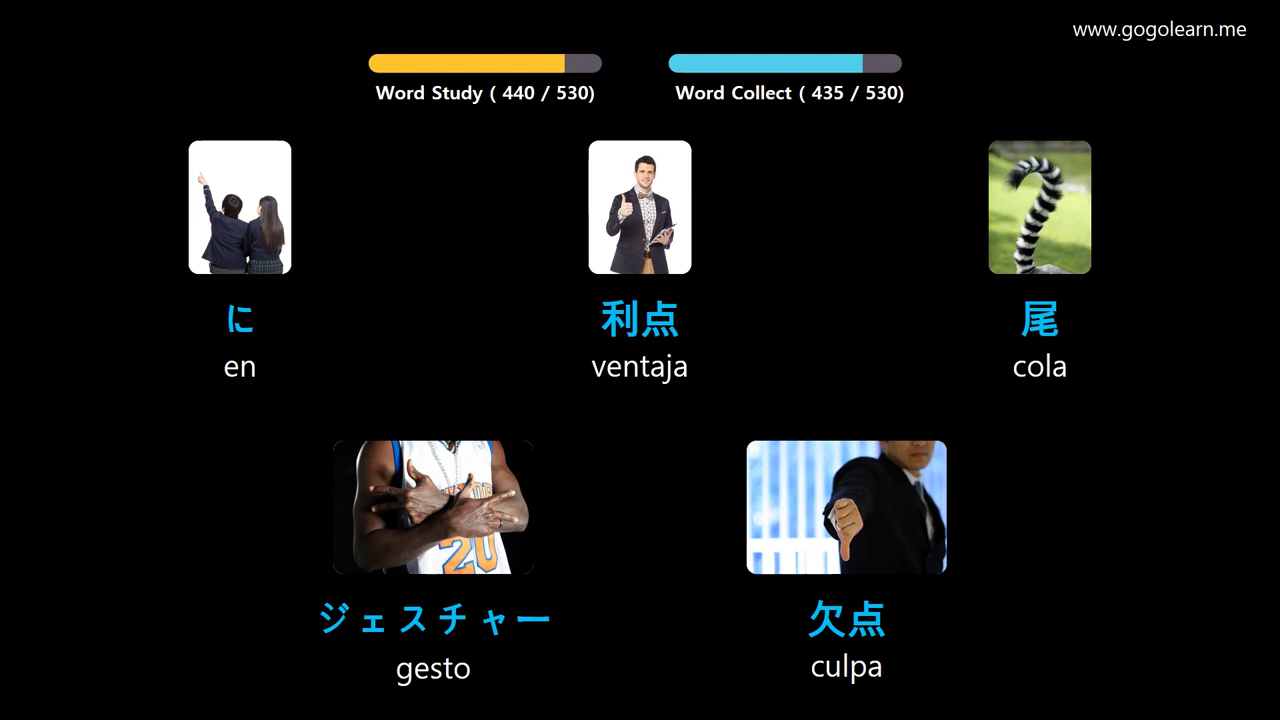 www.gogolearn.me
Word Study ( 440 / 530)
Word Collect ( 435 / 530)
に
en
利点
ventaja
尾
cola
20
ジェスチャー
gesto
欠点
culpa